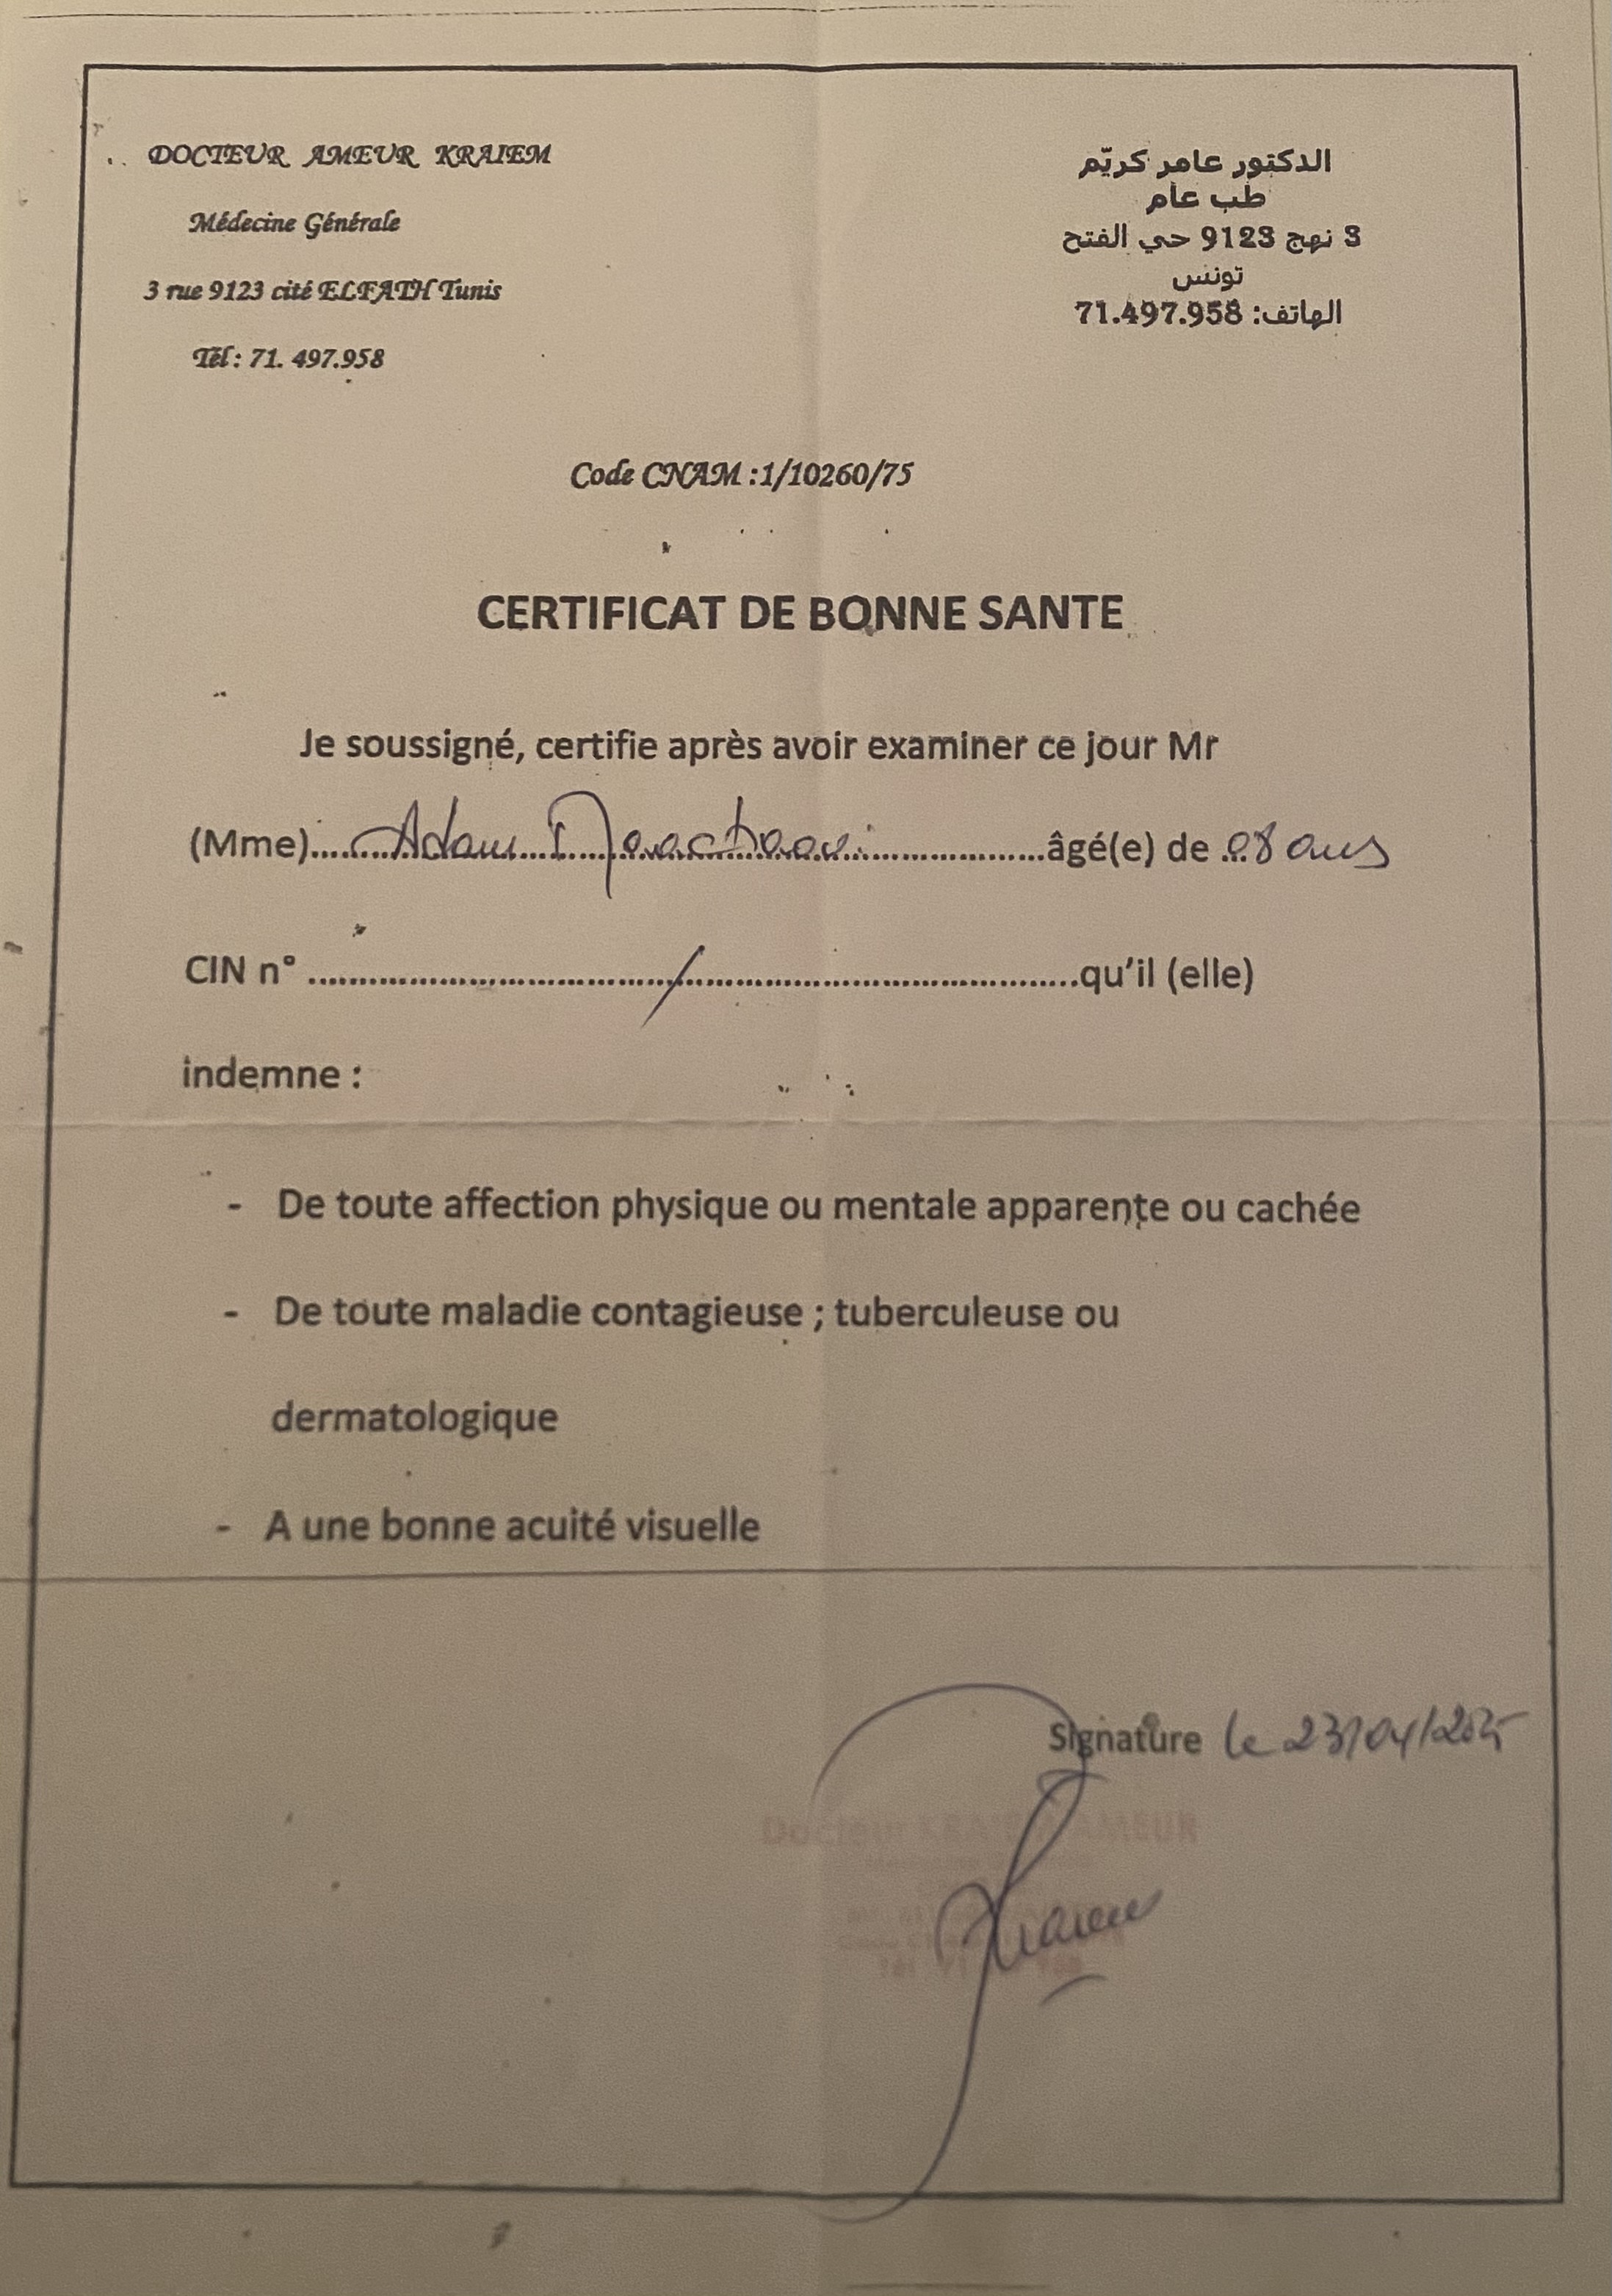 DOCTEUR AMEUR KRAIEM
Médecine Générale
3 rue 9123 cité ELFATH Tunis
Tél : 71. 497.958
الدكتور عامر كريّم
طب عام
3 نهج 9123 حي الفتح
تونس
الهاتف: 71.497.958
Code CNAM :1/10260/75
CERTIFICAT DE BONNE SANTE
Je soussigné, certifie après avoir examiner ce jour Mr
(Mme)....Adam..............................âgé(e) de ..08 ans
CIN n° ............................/..............................qu'il (elle)
indemne :
- De toute affection physique ou mentale apparente ou cachée
- De toute maladie contagieuse ; tuberculeuse ou
dermatologique
- A une bonne acuité visuelle
Signature le 23/04/2025
Docteur KRAIEM AMEUR